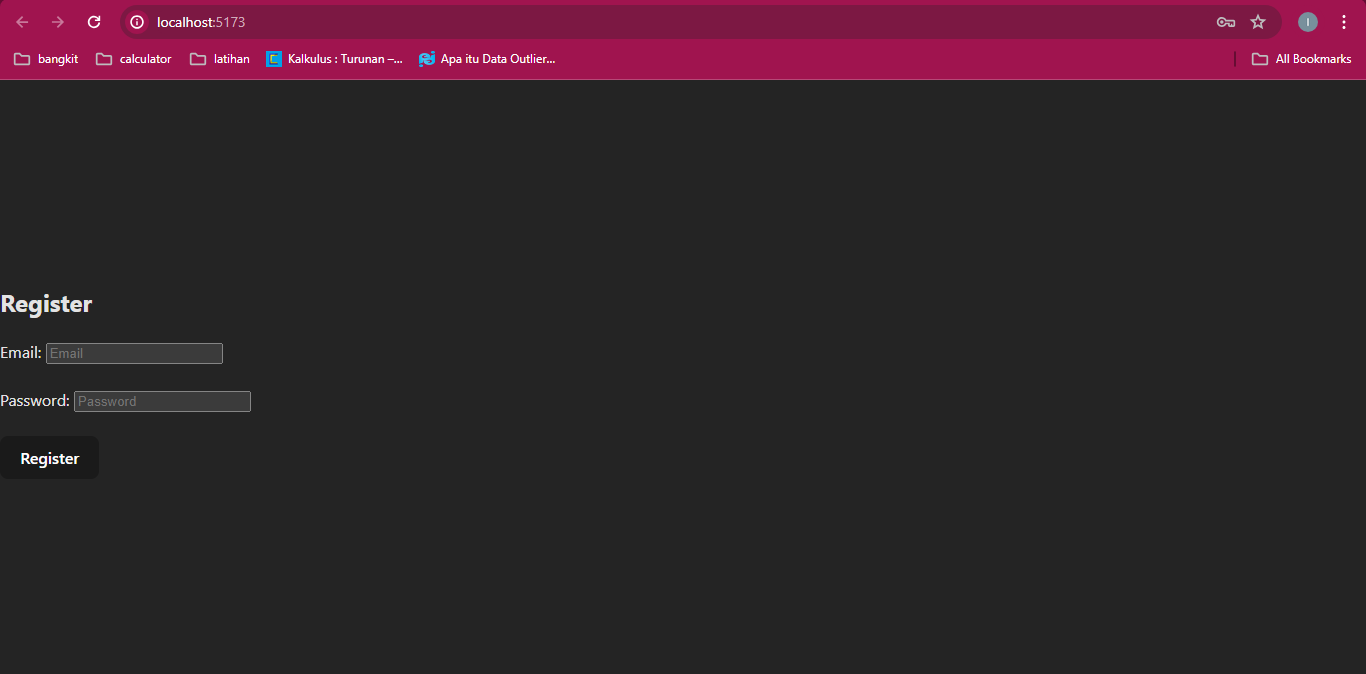 localhost:5173
I
bangkit calculator latihan Kalkulus : Turunan –... Apa itu Data Outlier... All Bookmarks
Register
Email: Email
Password: Password
Register